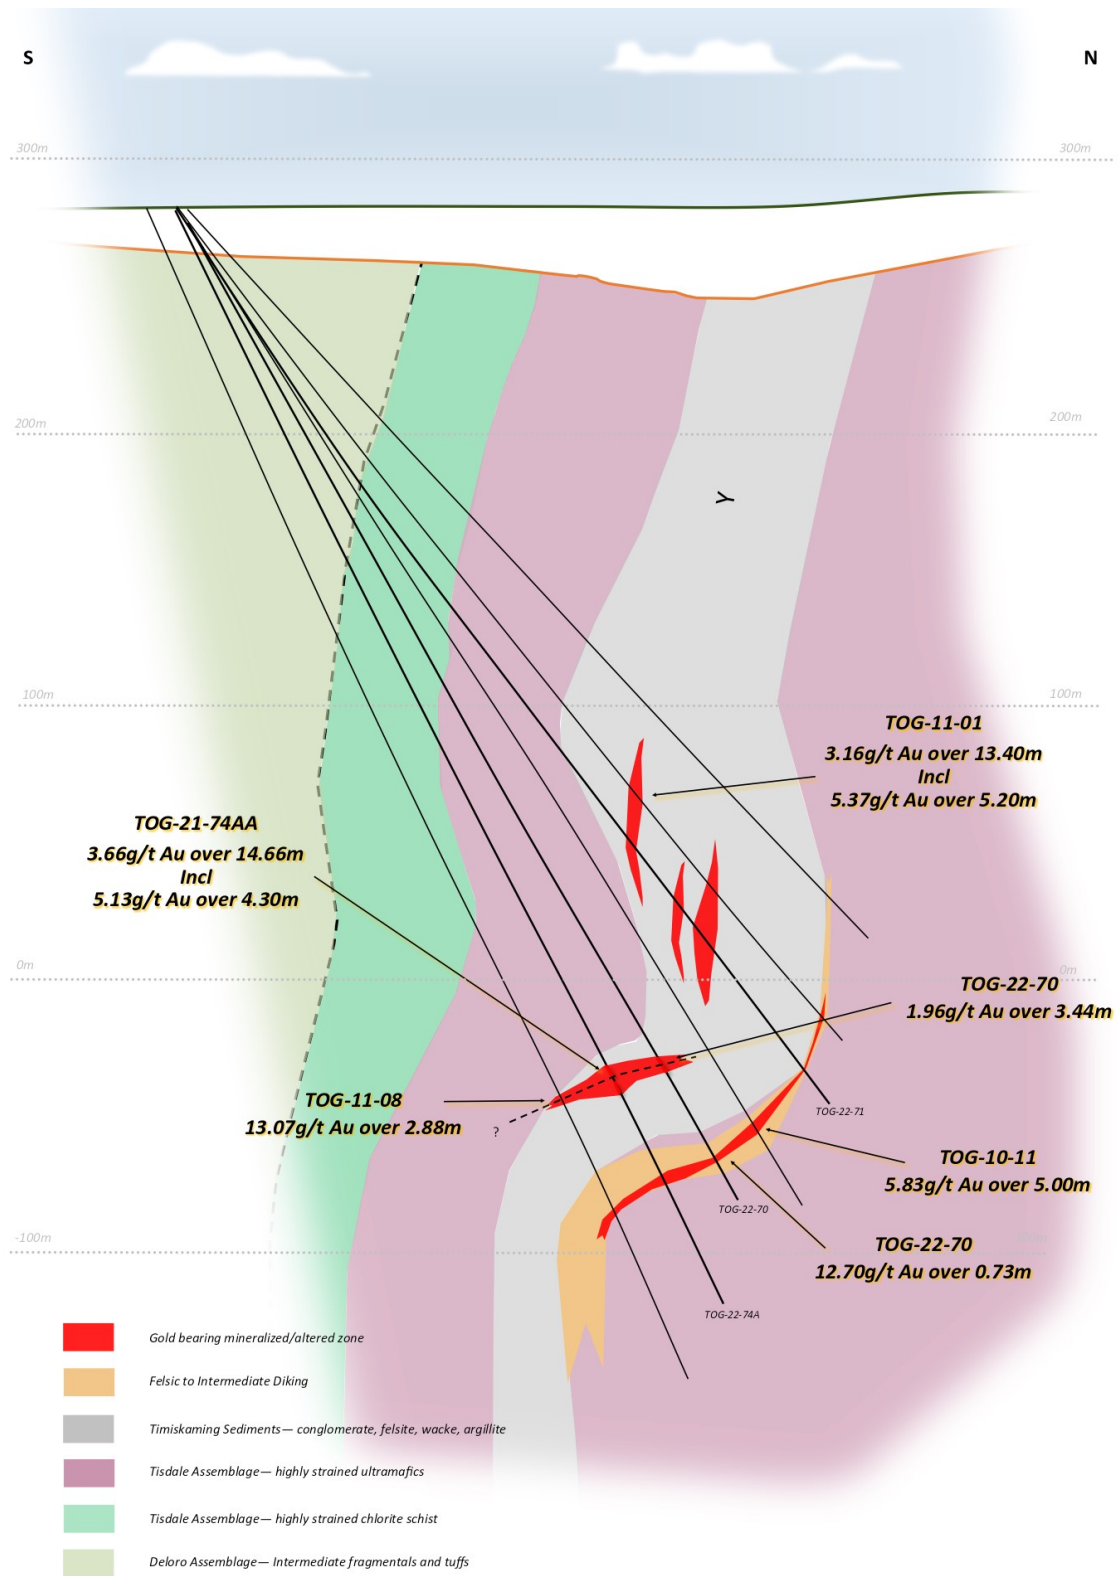 S
N
300m
300m
200m
200m
Y
100m
100m
TOG-11-01
3.16g/t Au over 13.40m
Incl
5.37g/t Au over 5.20m
TOG-21-74AA
3.66g/t Au over 14.66m
Incl
5.13g/t Au over 4.30m
0m
0m
TOG-22-70
1.96g/t Au over 3.44m
TOG-11-08
13.07g/t Au over 2.88m
?
TOG-22-71
TOG-10-11
5.83g/t Au over 5.00m
TOG-22-70
TOG-22-70
12.70g/t Au over 0.73m
-100m
TOG-22-74A
Gold bearing mineralized/altered zone
Felsic to Intermediate Diking
Timiskaming Sediments— conglomerate, felsite, wacke, argillite
Tisdale Assemblage— highly strained ultramafics
Tisdale Assemblage— highly strained chlorite schist
Deloro Assemblage— Intermediate fragmentals and tuffs